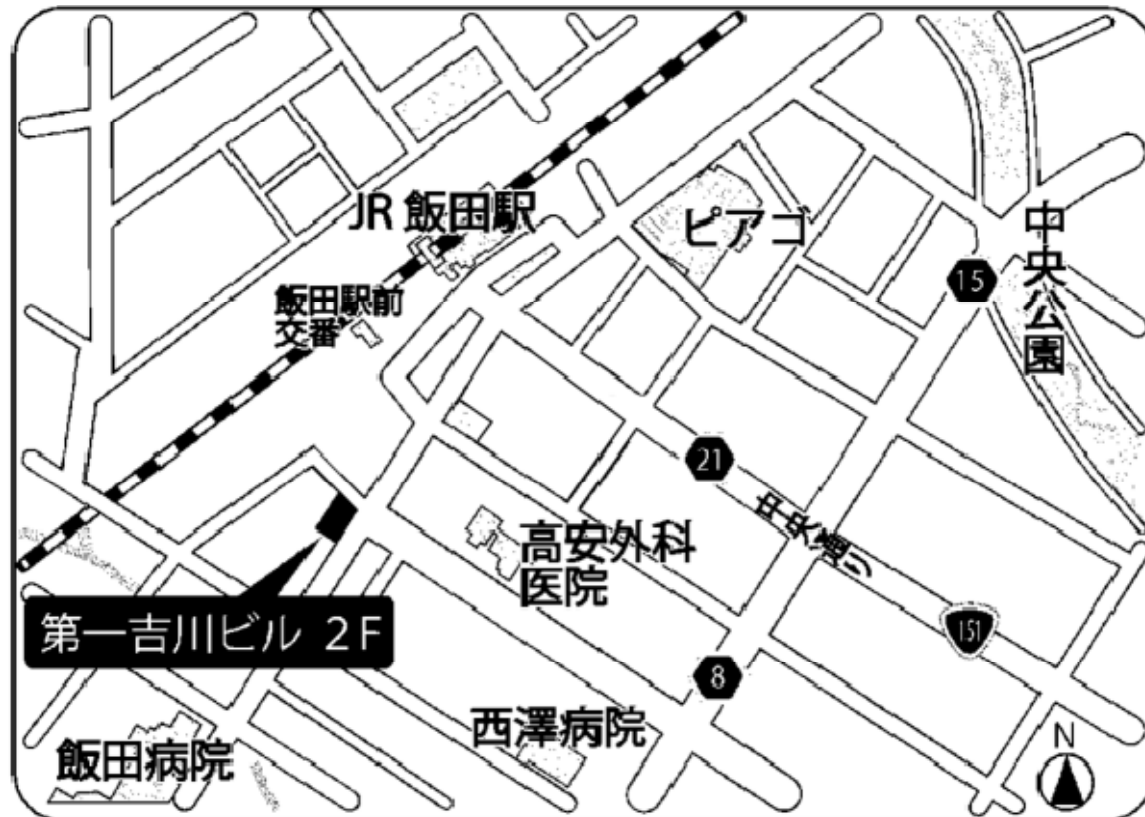 JR 飯田駅
ピアゴ
中央公園
15
飯田駅前
交番
21
中央通り
高安外科
医院
第一吉川ビル 2F
151
8
西澤病院
飯田病院
N